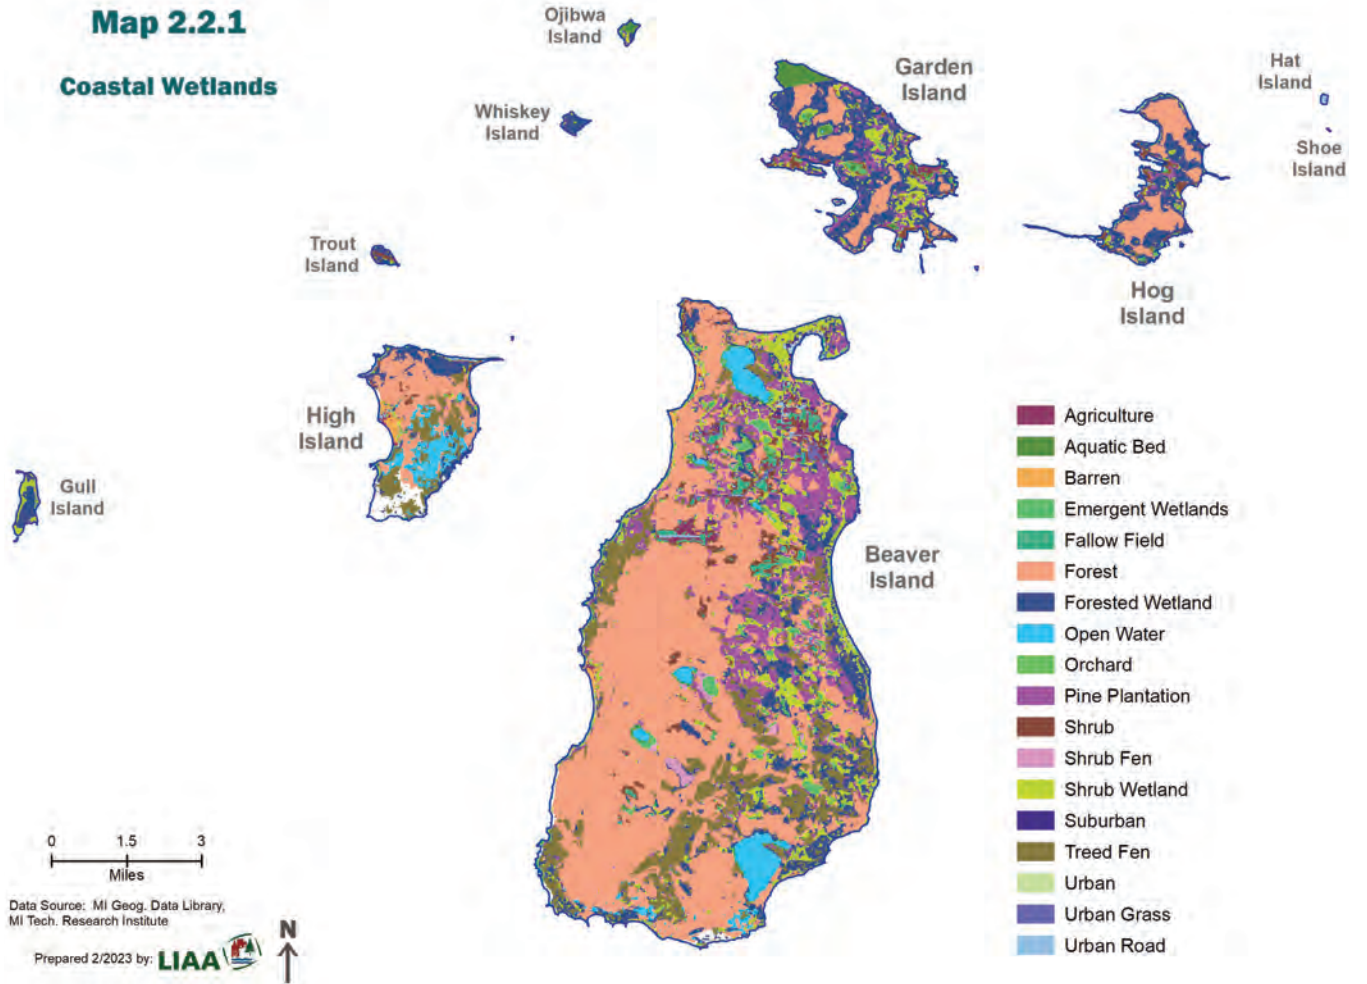 Map 2.2.1
Coastal Wetlands
Ojibwa
Island
Whiskey
Island
Garden
Island
Hat
Island
Shoe
Island
Trout
Island
Hog
Island
High
Island
Gull
Island
Beaver
Island
Agriculture
Aquatic Bed
Barren
Emergent Wetlands
Fallow Field
Forest
Forested Wetland
Open Water
Orchard
Pine Plantation
Shrub
Shrub Fen
Shrub Wetland
Suburban
Treed Fen
Urban
Urban Grass
Urban Road
0 1.5 3
Miles
Data Source: MI Geog. Data Library,
MI Tech. Research Institute
Prepared 2/2023 by: LIAA
N